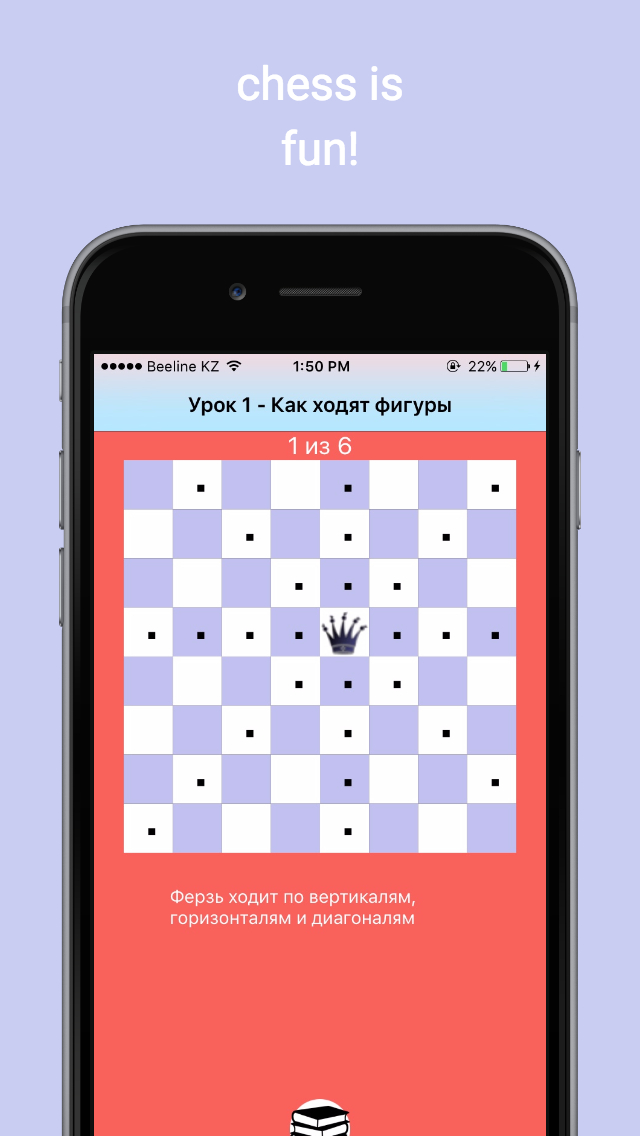 chess is
fun!
Beeline KZ 1:50 PM 22%
Урок 1 - Как ходят фигуры
1 из 6
Ферзь ходит по вертикалям,
горизонталям и диагоналям